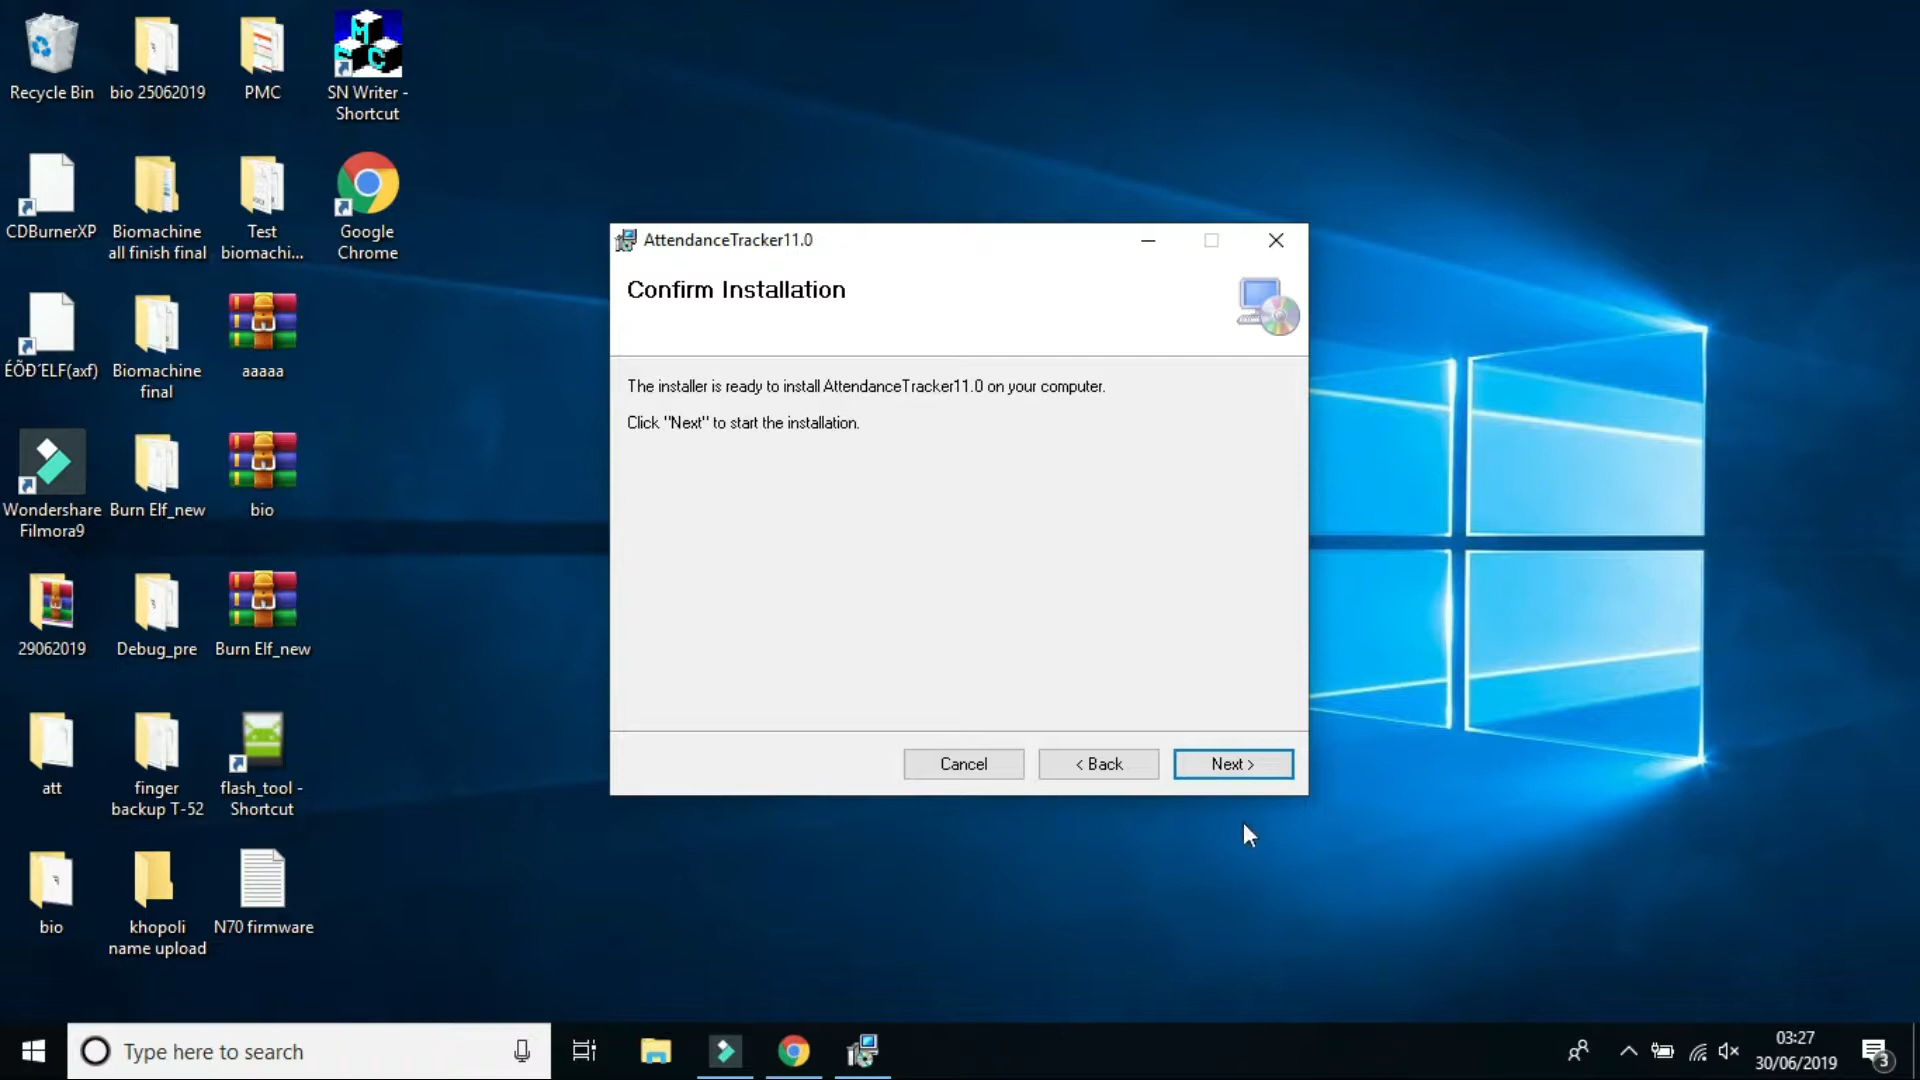 Recycle Bin
bio 25062019
PMC
SN Writer -
Shortcut
CDBurnerXP
Biomachine
all finish final
Test
biomachi...
Google
Chrome
ÉÕÐ´ELF(axf)
Biomachine
final
aaaaa
Wondershare
Filmora9
Burn Elf_new
bio
29062019
Debug_pre
Burn Elf_new
att
finger
backup T-52
flash_tool -
Shortcut
bio
khopoli
name upload
N70 firmware
AttendanceTracker11.0
Confirm Installation
The installer is ready to install AttendanceTracker11.0 on your computer.
Click "Next" to start the installation.
Cancel
< Back
Next >
Type here to search
03:27
30/06/2019
3